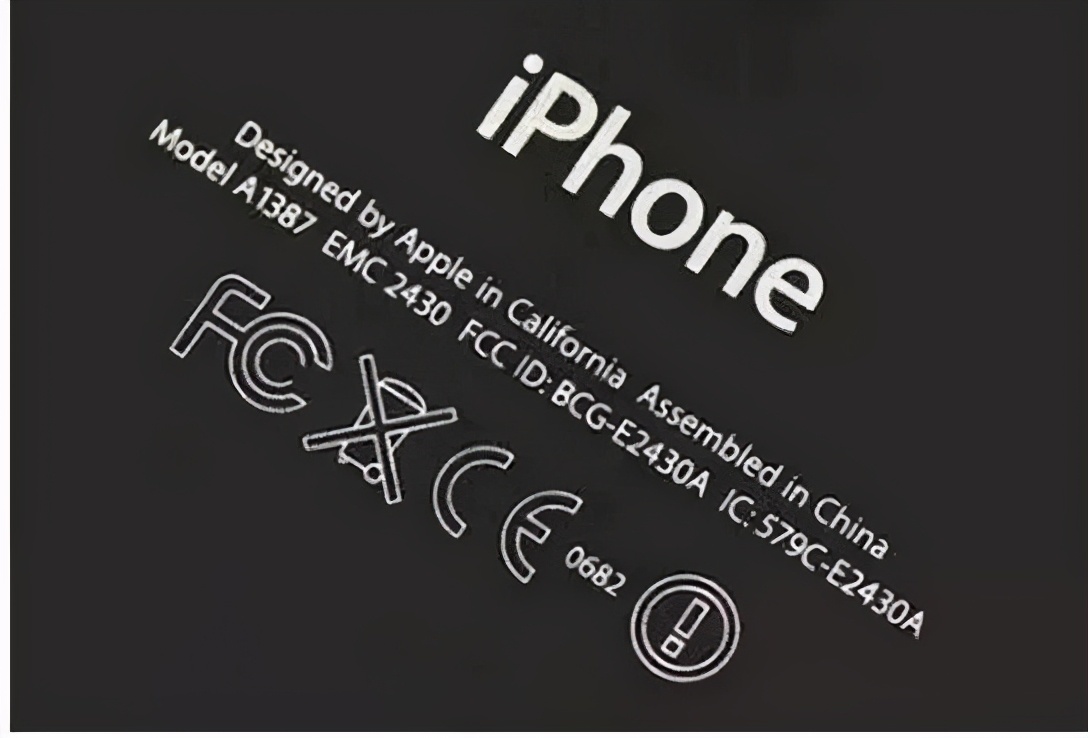 iPhone
Designed by Apple in California Assembled in China
Model A1387 EMC 2430 FCC ID: BCG-E2430A IC: 579C-E2430A
FC CE 0682